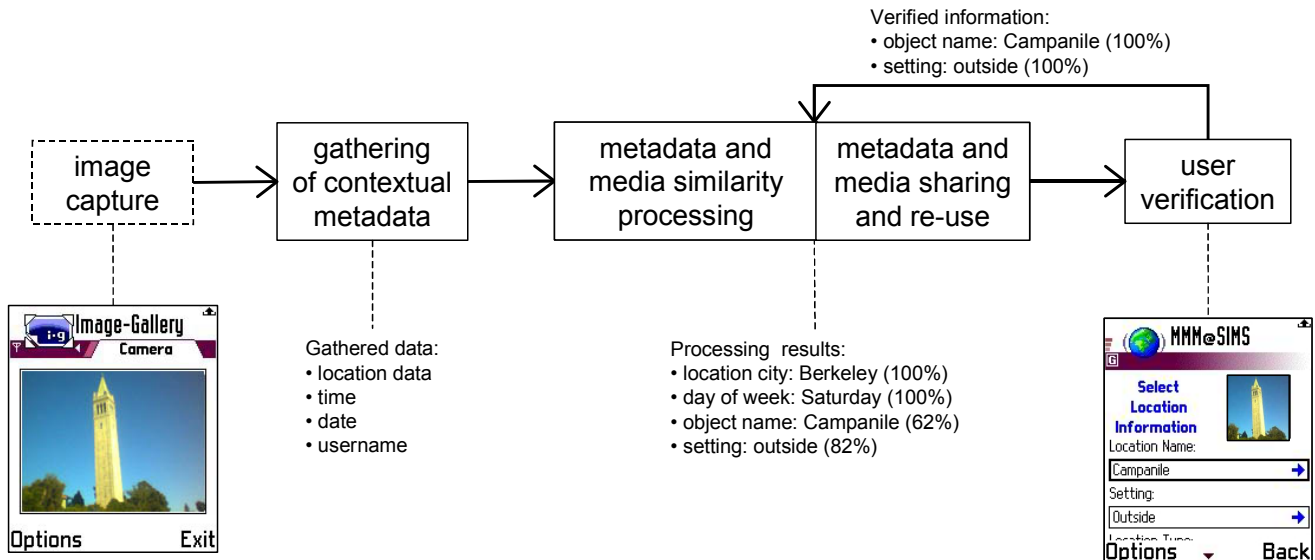 Verified information:
• object name: Campanile (100%)
• setting: outside (100%)
image
capture
gathering
of contextual
metadata
metadata and
media similarity
processing
metadata and
media sharing
and re-use
user
verification
Image-Gallery
i-g
Camera
Options Exit
Gathered data:
• location data
• time
• date
• username
Processing results:
• location city: Berkeley (100%)
• day of week: Saturday (100%)
• object name: Campanile (62%)
• setting: outside (82%)
MMM@SIMS
G
Select
Location
Information
Location Name:
Campanile
Setting:
Outside
Location Type:
Options Back